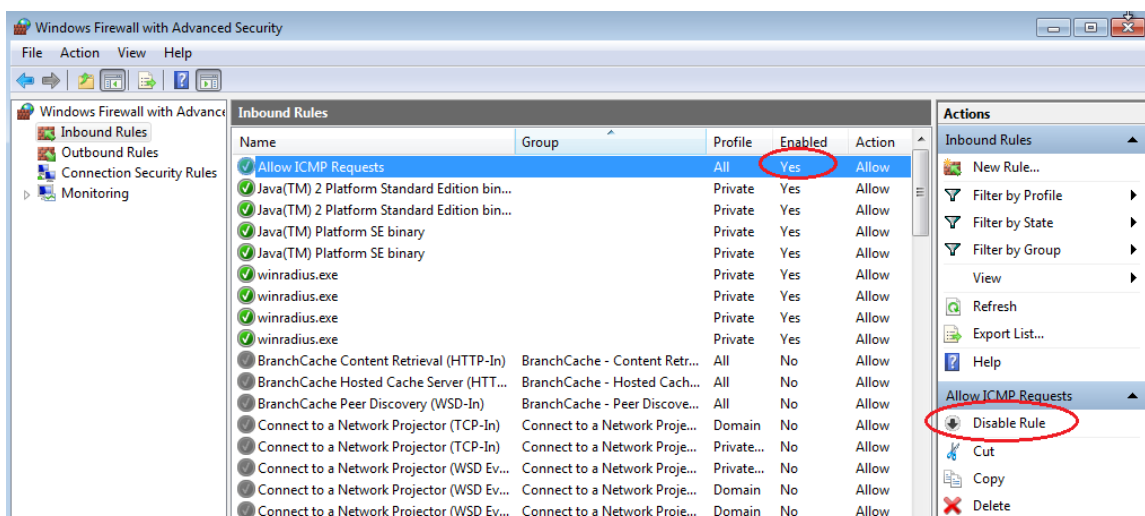 Windows Firewall with Advanced Security
File Action View Help
Windows Firewall with Advance
Inbound Rules
Outbound Rules
Connection Security Rules
Monitoring
Inbound Rules
Name Group Profile Enabled Action
Allow ICMP Requests All Yes Allow
Java(TM) 2 Platform Standard Edition bin... Private Yes Allow
Java(TM) 2 Platform Standard Edition bin... Private Yes Allow
Java(TM) Platform SE binary Private Yes Allow
Java(TM) Platform SE binary Private Yes Allow
winradius.exe Private Yes Allow
winradius.exe Private Yes Allow
winradius.exe Private Yes Allow
winradius.exe Private Yes Allow
BranchCache Content Retrieval (HTTP-In) BranchCache - Content Retr... All No Allow
BranchCache Hosted Cache Server (HTT... BranchCache - Hosted Cach... All No Allow
BranchCache Peer Discovery (WSD-In) BranchCache - Peer Discove... All No Allow
Connect to a Network Projector (TCP-In) Connect to a Network Proje... Domain No Allow
Connect to a Network Projector (TCP-In) Connect to a Network Proje... Private... No Allow
Connect to a Network Projector (WSD Ev... Connect to a Network Proje... Private... No Allow
Connect to a Network Projector (WSD Ev... Connect to a Network Proje... Domain No Allow
Connect to a Network Projector (WSD Ev... Connect to a Network Proje... Domain No Allow
Actions
Inbound Rules
New Rule...
Filter by Profile
Filter by State
Filter by Group
View
Refresh
Export List...
Help
Allow ICMP Requests
Disable Rule
Cut
Copy
Delete